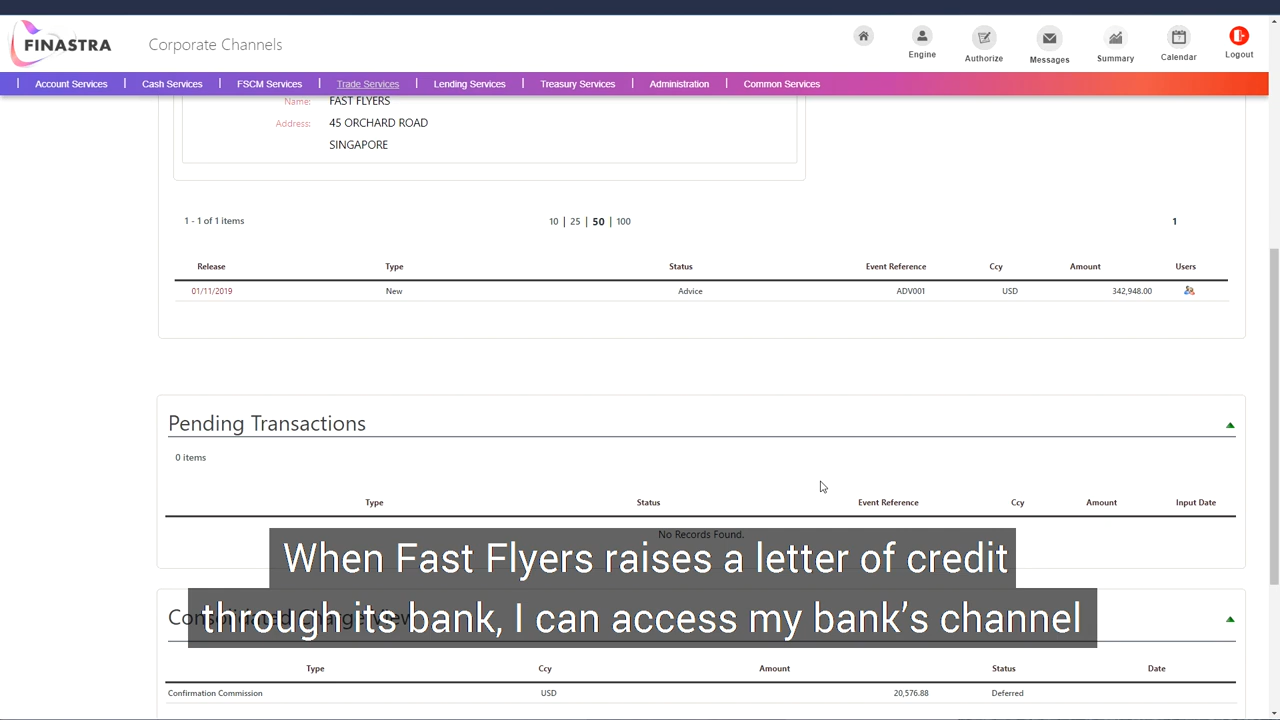 FINASTRA
Corporate Channels
Engine
Authorize
Messages
Summary
Calendar
Logout
| Account Services | Cash Services | FSCM Services | Trade Services | Lending Services | Treasury Services | Administration | Common Services
Name: FAST FLYERS
Address: 45 ORCHARD ROAD
SINGAPORE
1 - 1 of 1 items 10 | 25 | 50 | 100 1
Release Type Status Event Reference Ccy Amount Users
01/11/2019 New Advice ADV001 USD 342,948.00
Pending Transactions
0 items
Type Status Event Reference Ccy Amount Input Date
No Records Found.
When Fast Flyers raises a letter of credit
through its bank, I can access my bank’s channel
Consolidated Charge View
Type Ccy Amount Status Date
Confirmation Commission USD 20,576.88 Deferred